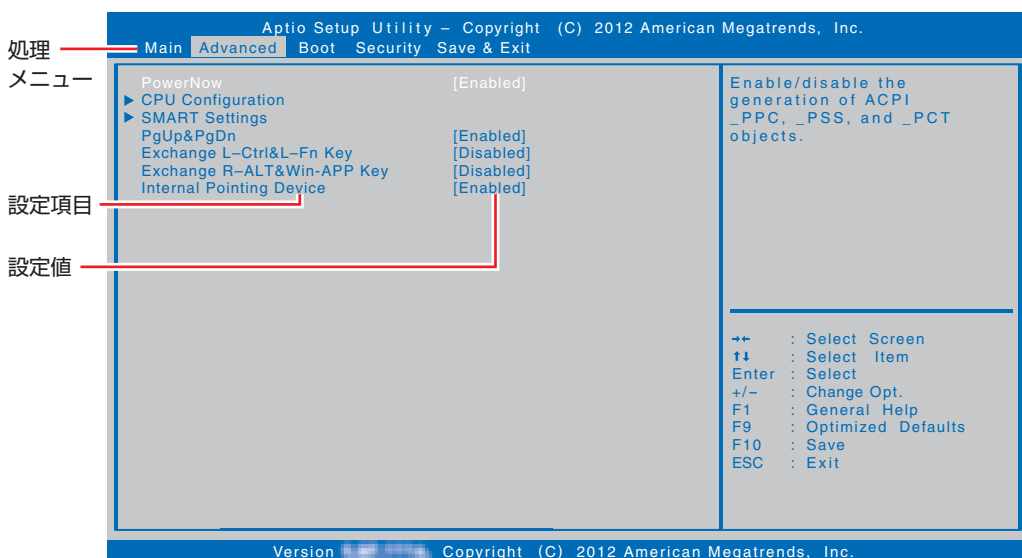 Aptio Setup Utility – Copyright (C) 2012 American Megatrends, Inc.
処理
メニュー
Main Advanced Boot Security Save & Exit
PowerNow [Enabled]
CPU Configuration
SMART Settings
PgUp&PgDn [Enabled]
Exchange L–Ctrl&L–Fn Key [Disabled]
Exchange R–ALT&Win-APP Key [Disabled]
Internal Pointing Device [Enabled]
設定項目
設定値
Enable/disable the
generation of ACPI
_PPC, _PSS, and _PCT
objects.
→← : Select Screen
↑↓ : Select Item
Enter : Select
+/– : Change Opt.
F1 : General Help
F9 : Optimized Defaults
F10 : Save
ESC : Exit
Version Copyright (C) 2012 American Megatrends, Inc.